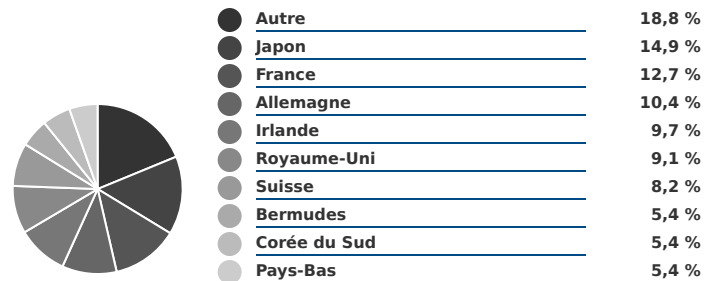 Autre 18,8 %
Japon 14,9 %
France 12,7 %
Allemagne 10,4 %
Irlande 9,7 %
Royaume-Uni 9,1 %
Suisse 8,2 %
Bermudes 5,4 %
Corée du Sud 5,4 %
Pays-Bas 5,4 %